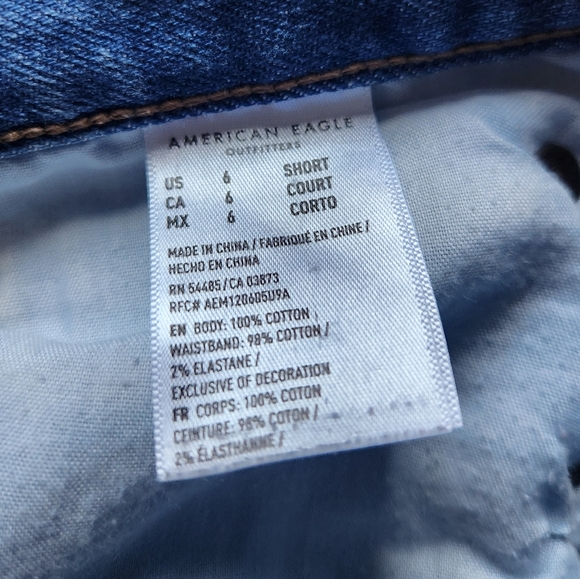 AMERICAN EAGLE
OUTFITTERS
US 6 SHORT
CA 6 COURT
MX 6 CORTO
MADE IN CHINA / FABRIQUÉ EN CHINE /
HECHO EN CHINA
RN 54485 / CA 03873
RFC# AEM120605U9A
EN BODY: 100% COTTON,
WAISTBAND: 98% COTTON /
2% ELASTANE /
EXCLUSIVE OF DECORATION
FR CORPS: 100% COTON,
CEINTURE: 98% COTON /
2% ÉLASTHANNE /